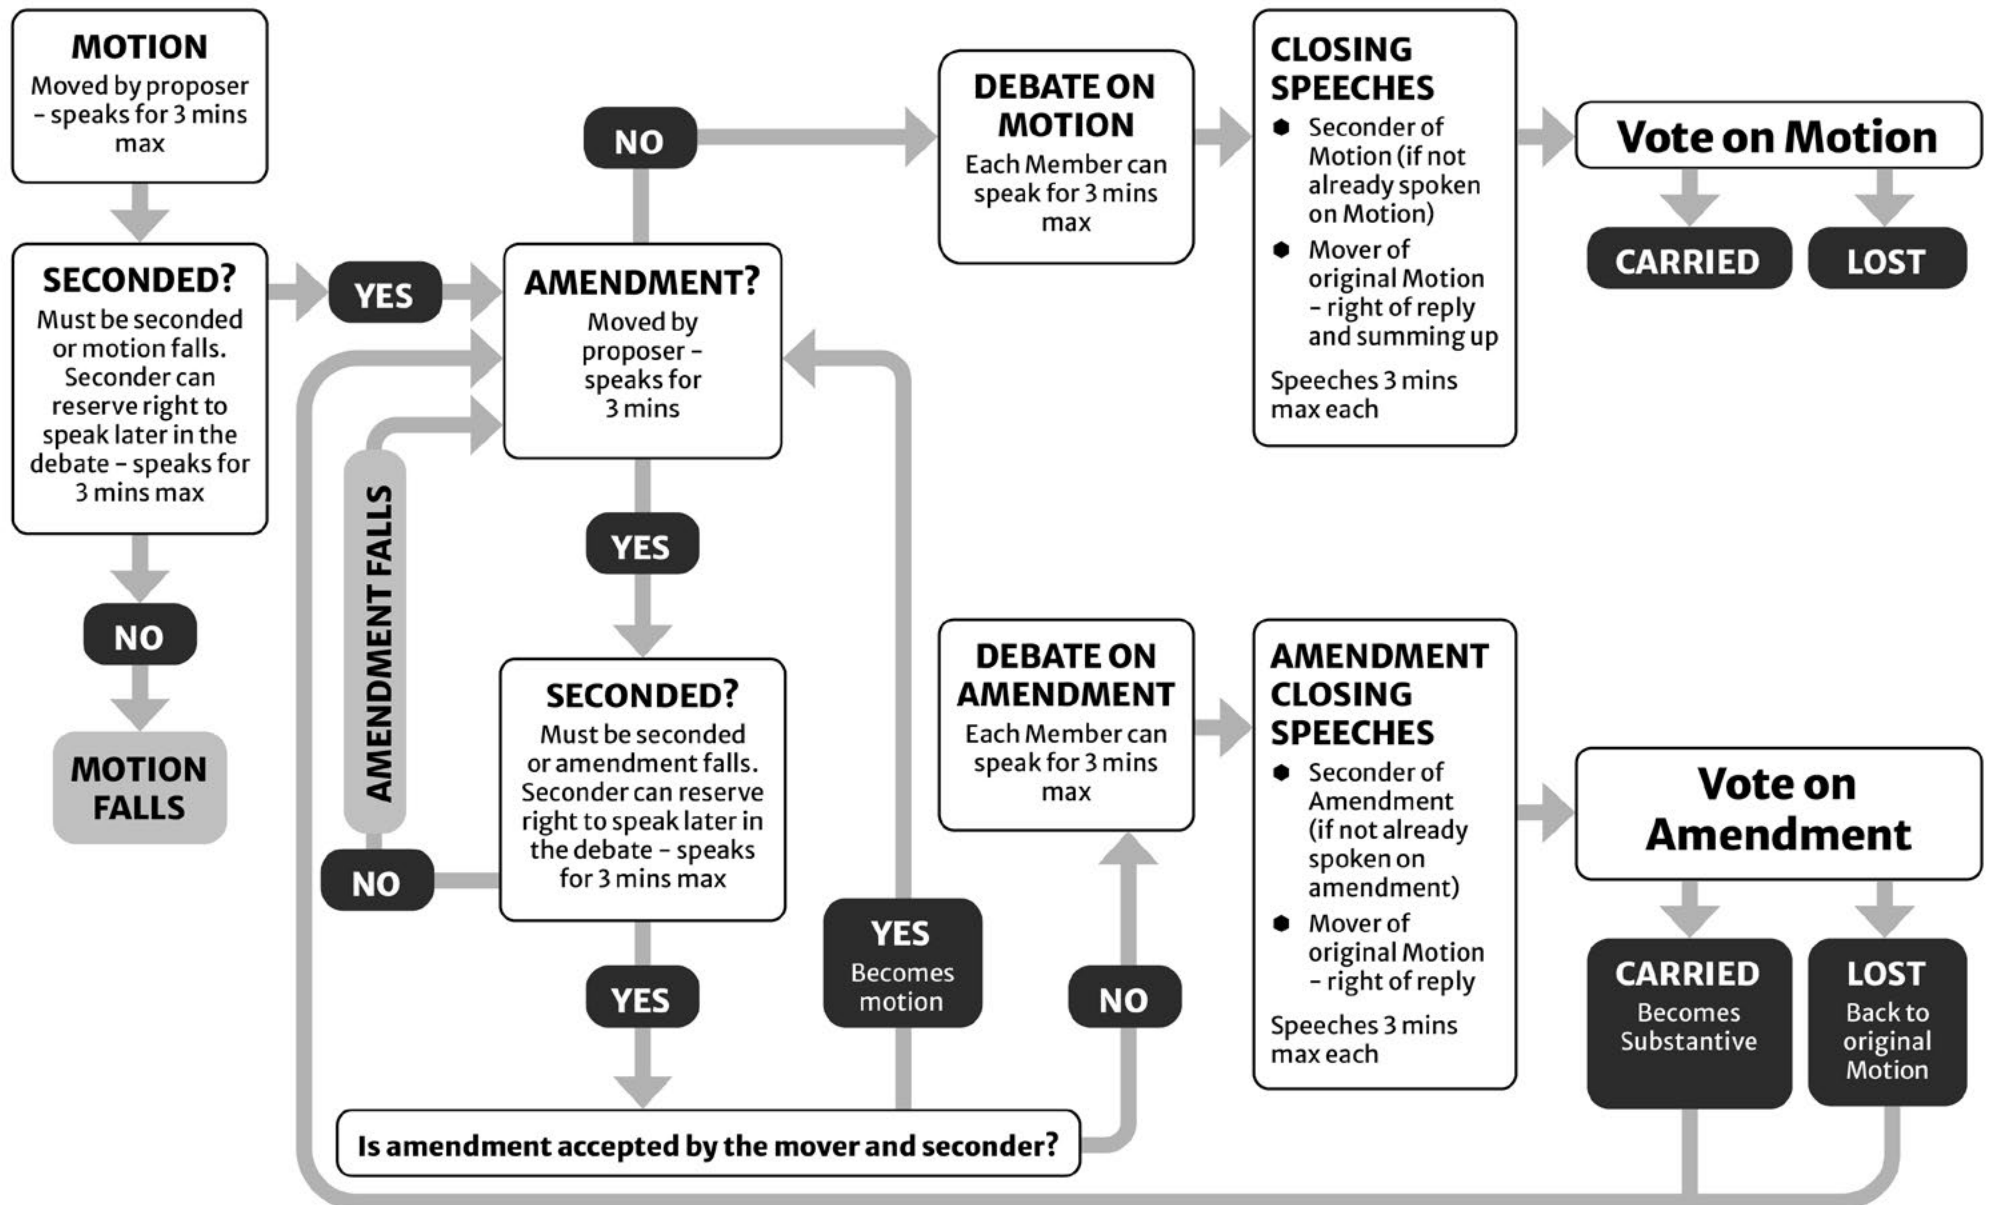 MOTION
Moved by proposer
– speaks for 3 mins
max
SECONDED?
Must be seconded
or motion falls.
Seconder can
reserve right to
speak later in the
debate – speaks for
3 mins max
NO
MOTION
FALLS
YES
AMENDMENT?
Moved by
proposer –
speaks for
3 mins
NO
DEBATE ON
MOTION
Each Member can
speak for 3 mins
max
CLOSING
SPEECHES
Seconder of
Motion (if not
already spoken
on Motion)
Mover of
original Motion
– right of reply
and summing up
Speeches 3 mins
max each
Vote on Motion
CARRIED
LOST
YES
SECONDED?
Must be seconded
or amendment falls.
Seconder can reserve
right to speak later in
the debate – speaks
for 3 mins max
NO
AMENDMENT FALLS
YES
Is amendment accepted by the mover and seconder?
YES
Becomes
motion
NO
DEBATE ON
AMENDMENT
Each Member can
speak for 3 mins
max
AMENDMENT
CLOSING
SPEECHES
Seconder of
Amendment
(if not already
spoken on
amendment)
Mover of
original Motion
– right of reply
Speeches 3 mins
max each
Vote on
Amendment
CARRIED
Becomes
Substantive
LOST
Back to
original
Motion